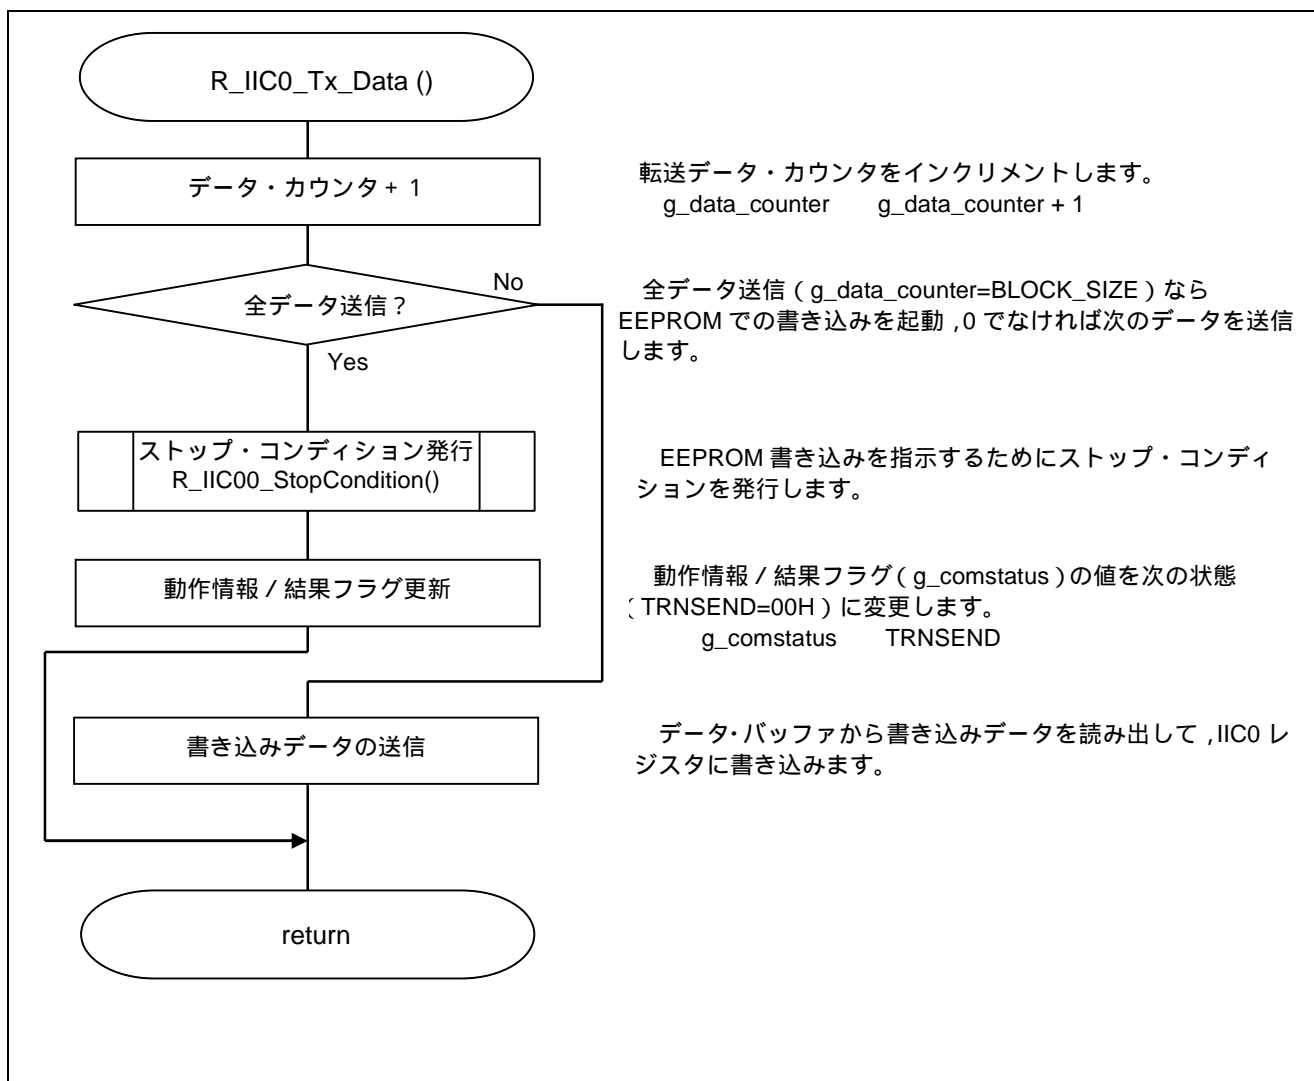 R_IIC0_Tx_Data ()
データ・カウンタ + 1
転送データ・カウンタをインクリメントします。
g_data_counter g_data_counter + 1
全データ送信？
No
Yes
全データ送信（g_data_counter=BLOCK_SIZE）なら
EEPROM での書き込みを起動，0 でなければ次のデータを送信
します。
ストップ・コンディション発行
R_IIC00_StopCondition()
EEPROM 書き込みを指示するためにストップ・コンディ
ションを発行します。
動作情報 / 結果フラグ更新
動作情報 / 結果フラグ（g_comstatus）の値を次の状態
（TRNSEND=00H）に変更します。
g_comstatus TRNSEND
書き込みデータの送信
データ・バッファから書き込みデータを読み出して，IIC0 レ
ジスタに書き込みます。
return